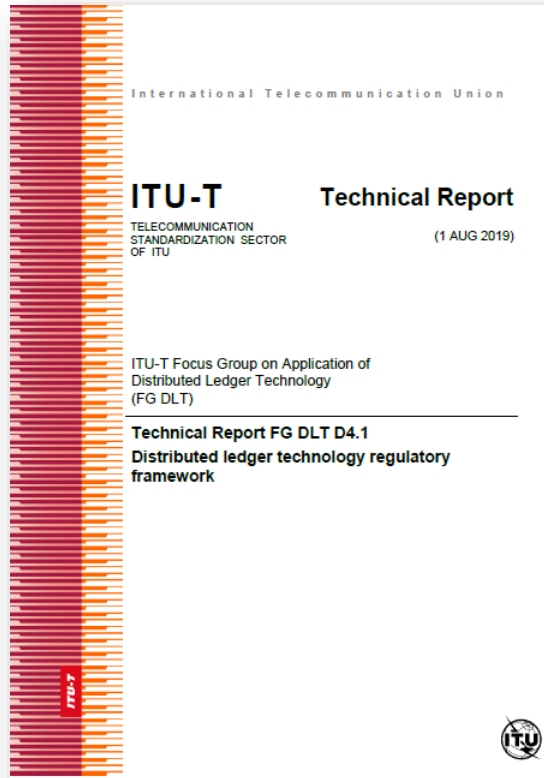 International Telecommunication Union
ITU-T
Technical Report
TELECOMMUNICATION
STANDARDIZATION SECTOR
OF ITU
(1 AUG 2019)
ITU-T Focus Group on Application of
Distributed Ledger Technology
(FG DLT)
Technical Report FG DLT D4.1
Distributed ledger technology regulatory
framework
ITU-T
ITU